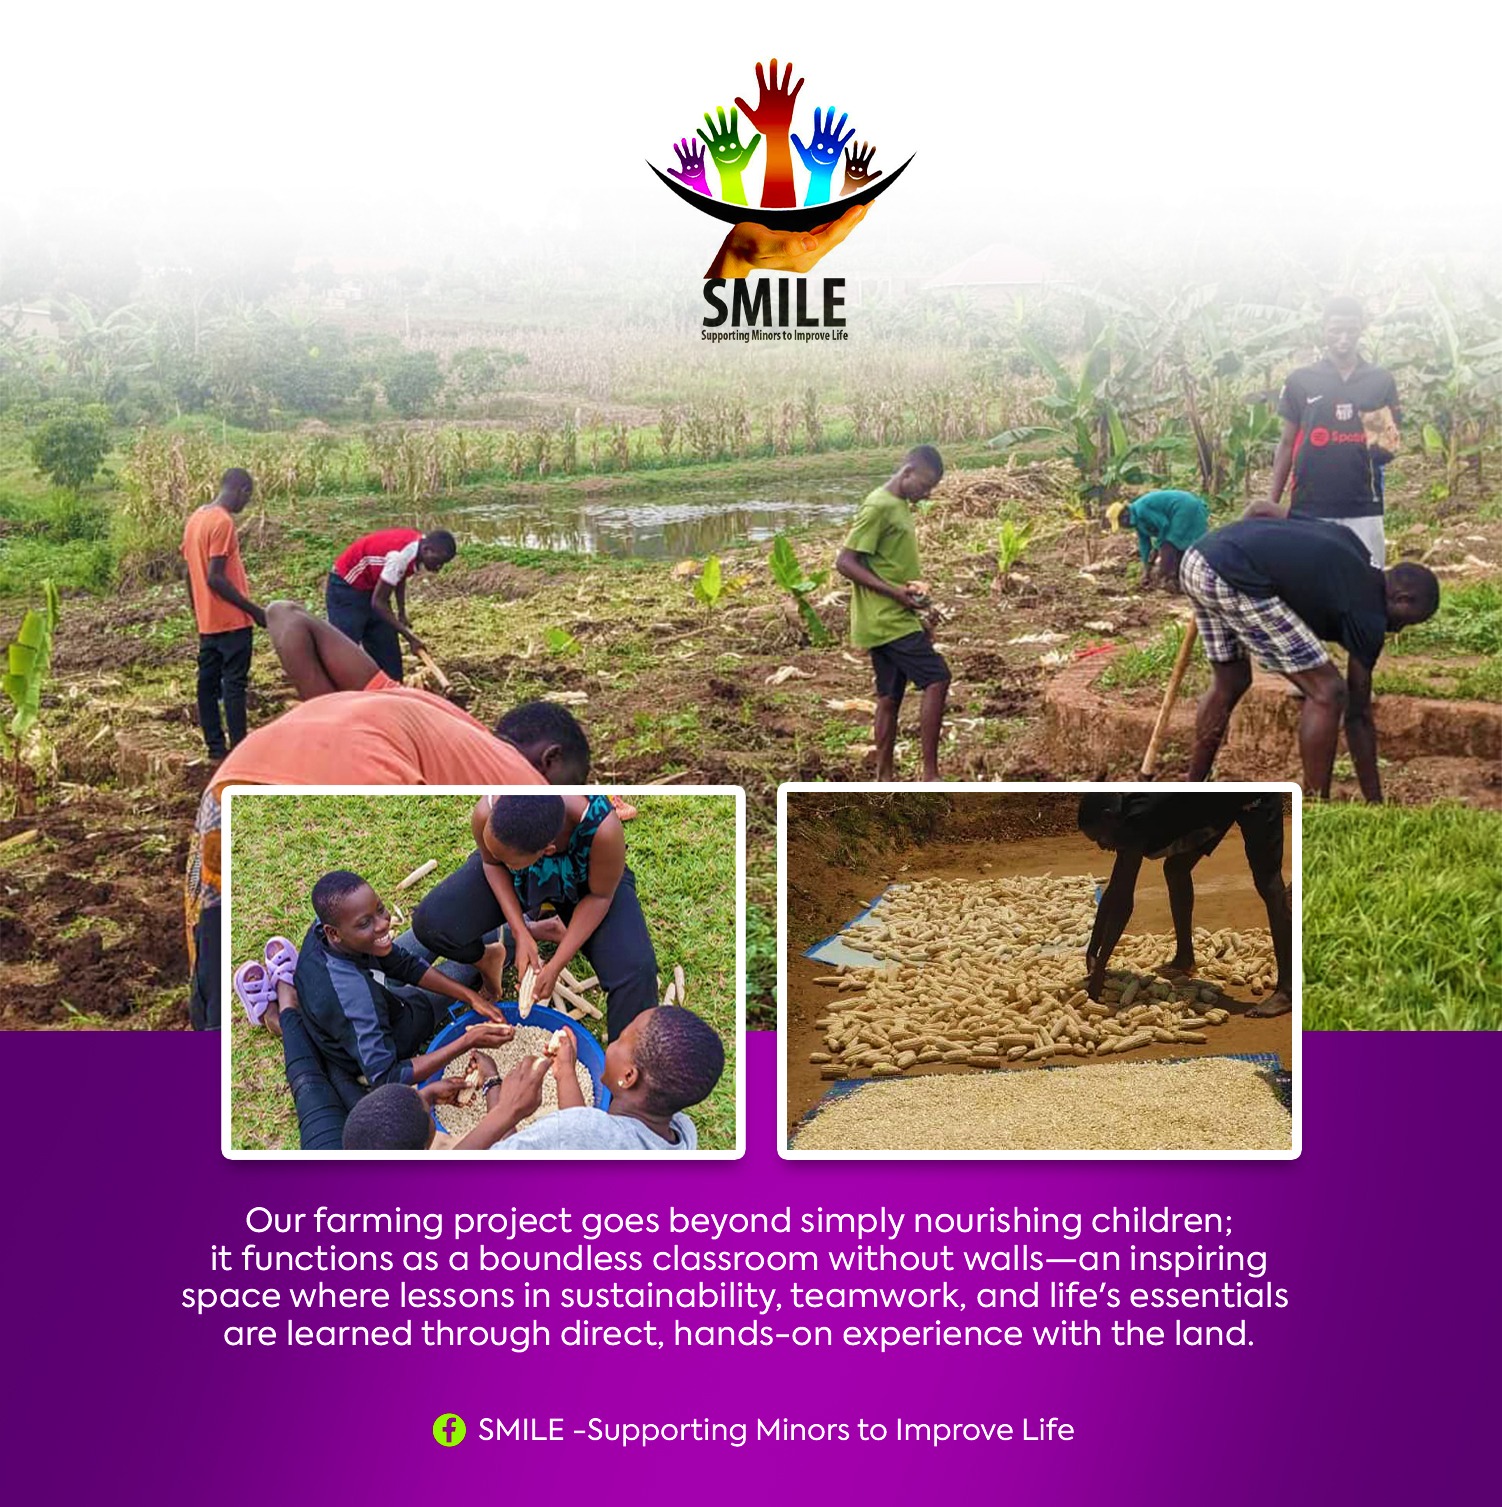 SMILE
Supporting Minors to Improve Life
Spotif
Our farming project goes beyond simply nourishing children;
it functions as a boundless classroom without walls—an inspiring
space where lessons in sustainability, teamwork, and life's essentials
are learned through direct, hands-on experience with the land.
SMILE -Supporting Minors to Improve Life